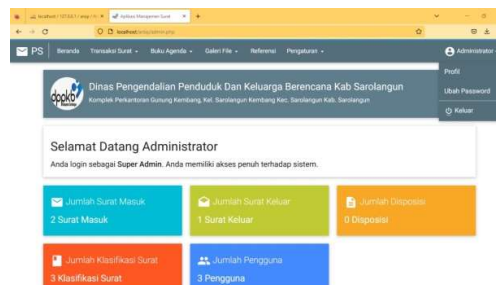 Aplikasi Manajemen Surat
PS Beranda Transaksi Surat Buku Agenda Galeri File Referensi Pengaturan Administrator
Profil
Ubah Password
Keluar
dppkb
Dinas Pengendalian Penduduk Dan Keluarga Berencana Kab Sarolangun
Komplek Perkantoran Gunung Kembang, Kel. Sarolangun Kembang Kec. Sarolangun Kab. Sarolangun
Selamat Datang Administrator
Anda login sebagai Super Admin. Anda memiliki akses penuh terhadap sistem.
Jumlah Surat Masuk
2 Surat Masuk
Jumlah Surat Keluar
1 Surat Keluar
Jumlah Disposisi
0 Disposisi
Jumlah Klasifikasi Surat
3 Klasifikasi Surat
Jumlah Pengguna
3 Pengguna